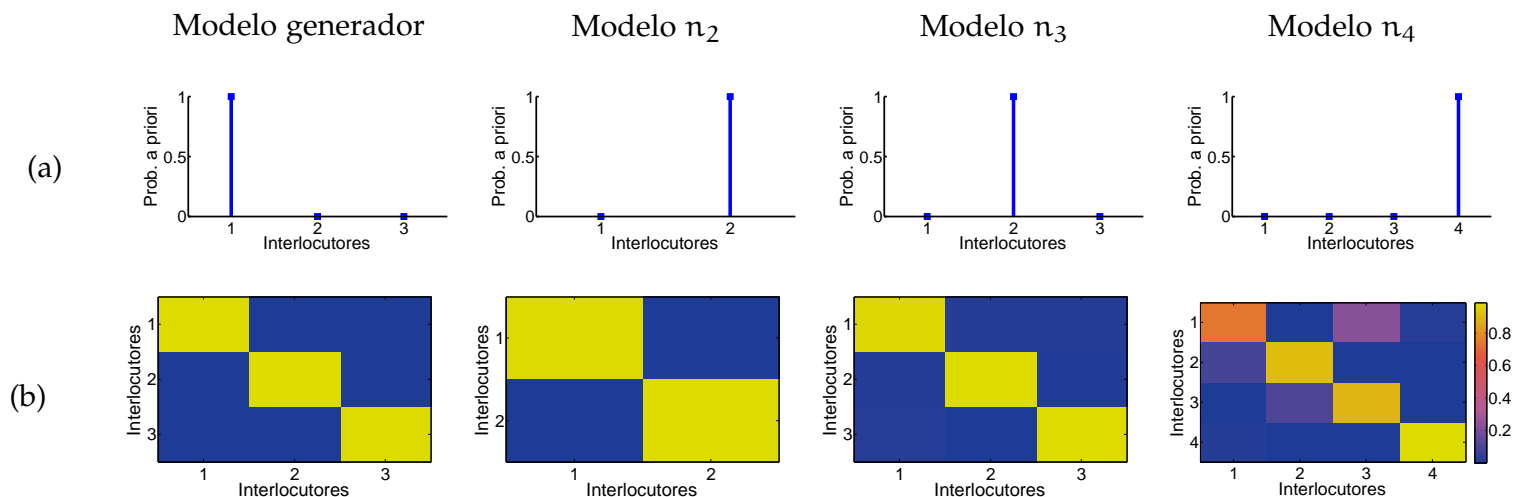 Modelo generador Modelo n2 Modelo n3 Modelo n4
(a)
Prob. a priori
1
0.5
0
1 2 3
Interlocutores
Prob. a priori
1
0.5
0
1 2
Interlocutores
Prob. a priori
1
0.5
0
1 2 3
Interlocutores
Prob. a priori
1
0.5
0
1 2 3 4
Interlocutores
(b)
Interlocutores
1
2
3
1 2 3
Interlocutores
Interlocutores
1
2
1 2
Interlocutores
Interlocutores
1
2
3
1 2 3
Interlocutores
Interlocutores
1
2
3
4
1 2 3 4
Interlocutores
0.8
0.6
0.4
0.2